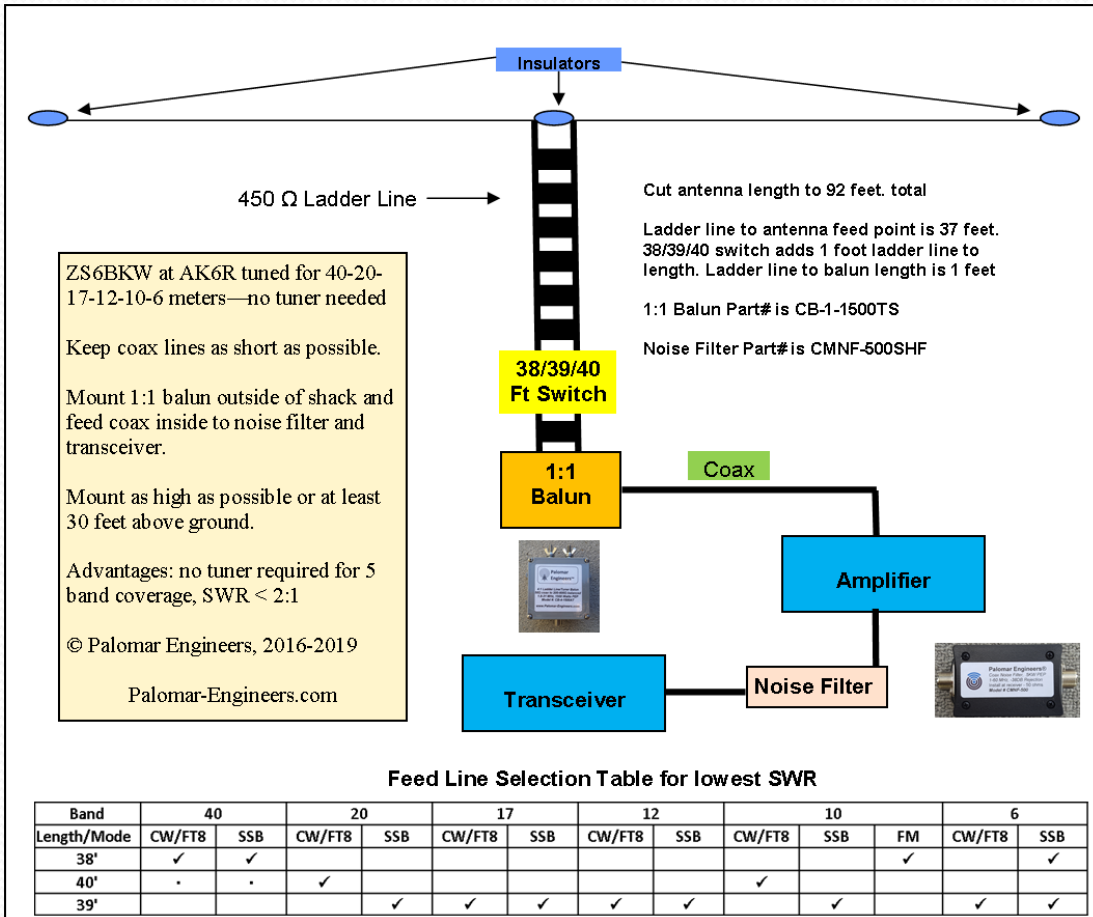 Insulators
450 Ω Ladder Line
Cut antenna length to 92 feet. total
Ladder line to antenna feed point is 37 feet.
38/39/40 switch adds 1 foot ladder line to
length. Ladder line to balun length is 1 feet
1:1 Balun Part# is CB-1-1500TS
Noise Filter Part# is CMNF-500SHF
ZS6BKW at AK6R tuned for 40-20-
17-12-10-6 meters—no tuner needed
Keep coax lines as short as possible.
Mount 1:1 balun outside of shack and
feed coax inside to noise filter and
transceiver.
Mount as high as possible or at least
30 feet above ground.
Advantages: no tuner required for 5
band coverage, SWR < 2:1
© Palomar Engineers, 2016-2019
Palomar-Engineers.com
38/39/40
Ft Switch
1:1
Balun
Coax
Amplifier
Palomar
Engineers™
Transceiver
Noise Filter
Palomar Engineers®
Model # CMNF-500
Feed Line Selection Table for lowest SWR
Band 40 20 17 12 10 6
Length/Mode CW/FT8 SSB CW/FT8 SSB CW/FT8 SSB CW/FT8 SSB CW/FT8 SSB FM CW/FT8 SSB
38' ✓ ✓ ✓ ✓
40' · · ✓ ✓
39' ✓ ✓ ✓ ✓ ✓ ✓ ✓ ✓